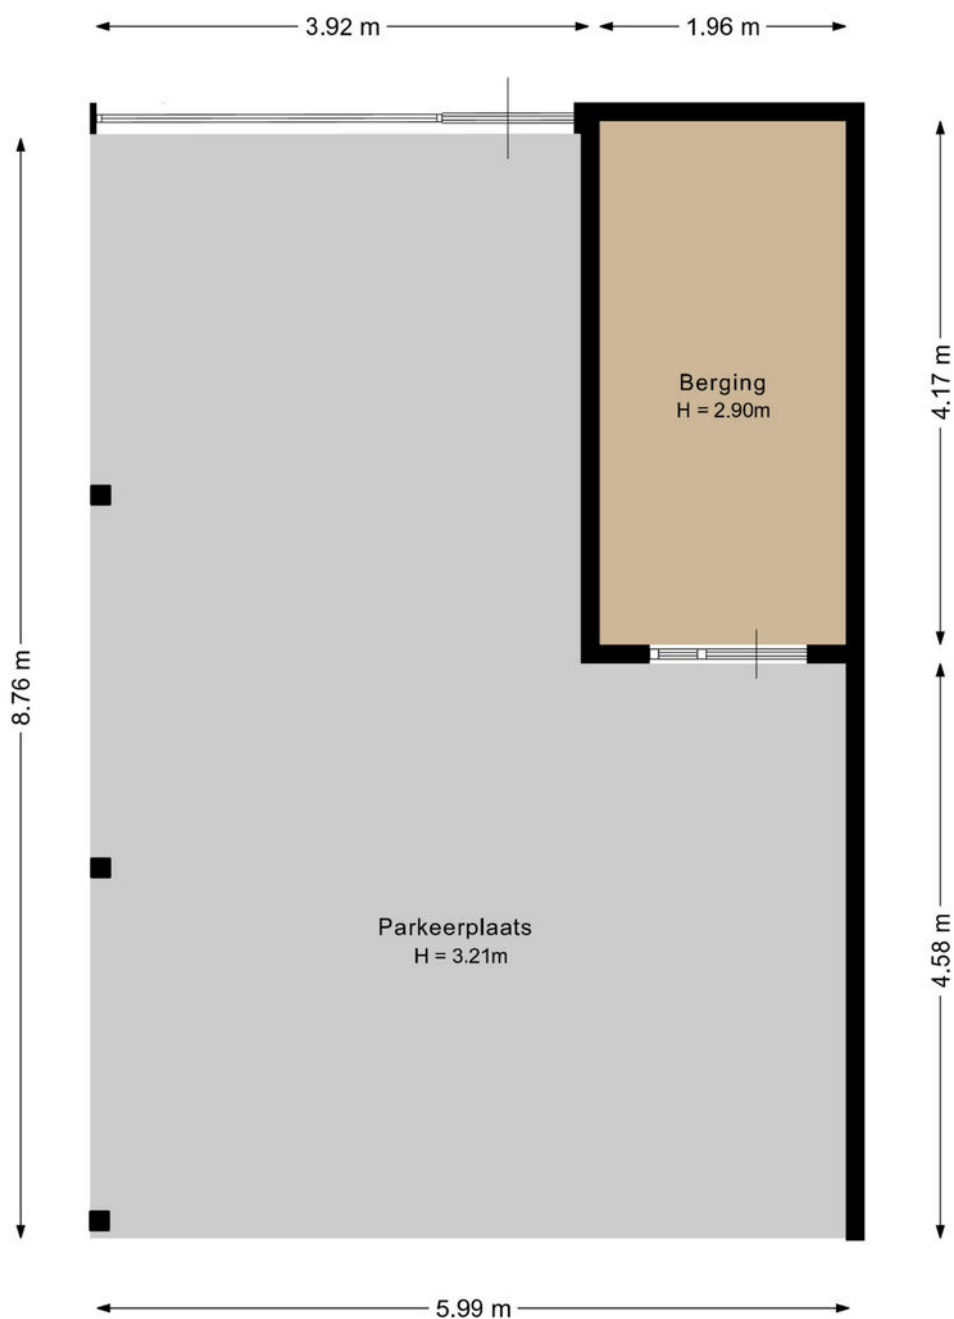 3.92 m
1.96 m
4.17 m
Berging
H = 2.90m
8.76 m
Parkeerplaats
H = 3.21m
4.58 m
5.99 m